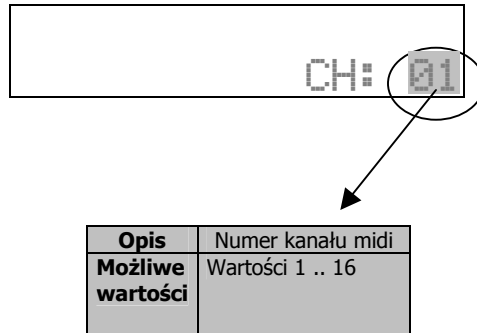 CH: 01
Opis Numer kanału midi
Możliwe Wartości 1 .. 16
wartości